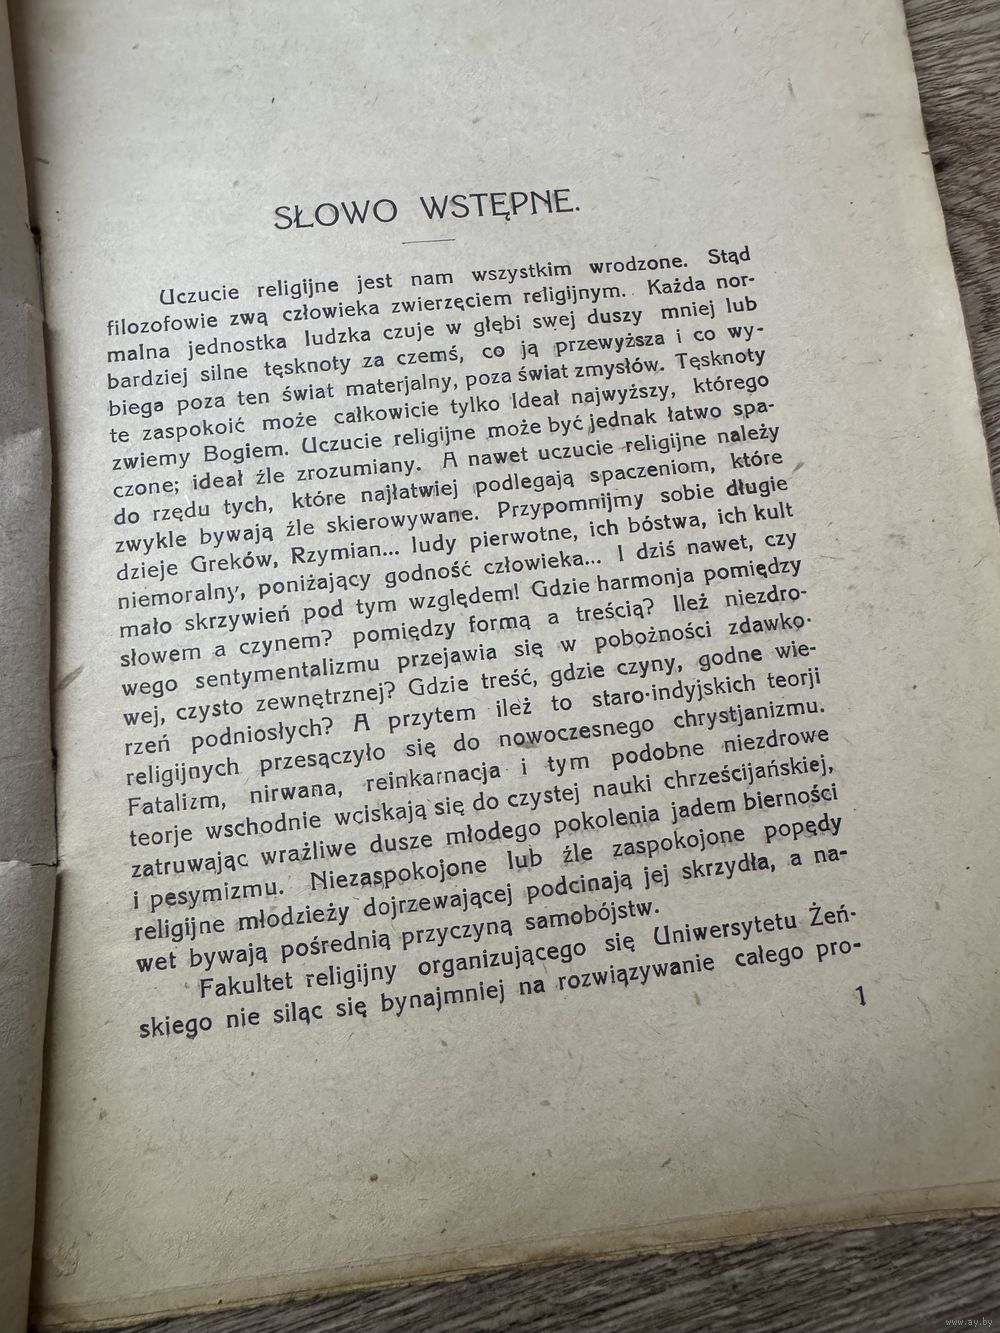 SŁOWO WSTĘPNE.
Uczucie religijne jest nam wszystkim wrodzone. Stąd
filozofowie zwą człowieka zwierzęciem religijnym. Każda nor-
malna jednostka ludzka czuje w głębi swej duszy mniej lub
bardziej silne tęsknoty za czemś, co ją przewyższa i co wy-
biega poza ten świat materjalny, poza świat zmysłów. Tęsknoty
te zaspokoić może całkowicie tylko Ideał najwyższy, którego
zwiemy Bogiem. Uczucie religijne może być jednak łatwo spa-
czone; ideał źle zrozumiany. A nawet uczucie religijne należy
do rzędu tych, które najłatwiej podlegają spaczeniom, które
zwykle bywają źle skierowywane. Przypomnijmy sobie długie
dzieje Greków, Rzymian... ludy pierwotne, ich bóstwa, ich kult
niemoralny, poniżający godność człowieka... I dziś nawet, czy
mało skrzywień pod tym względem! Gdzie harmonja pomiędzy
słowem a czynem? pomiędzy formą a treścią? Ileż niezdro-
wego sentymentalizmu przejawia się w pobożności zdawko-
wej, czysto zewnętrznej? Gdzie treść, gdzie czyny, godne wie-
rzeń podniosłych? A przytem ileż to staro-indyjskich teorji
religijnych przesączyło się do nowoczesnego chrystjanizmu.
Fatalizm, nirwana, reinkarnacja i tym podobne niezdrowe
teorje wschodnie wciskają się do czystej nauki chrześcijańskiej,
zatruwając wrażliwe dusze młodego pokolenia jadem bierności
i pesymizmu. Niezaspokojone lub źle zaspokojone popędy
religijne młodzieży dojrzewającej podcinają jej skrzydła, a na-
wet bywają pośrednią przyczyną samobójstw.
Fakultet religijny organizującego się Uniwersytetu Żeń-
skiego nie siląc się bynajmniej na rozwiązywanie całego pro-
1
www.ay.by